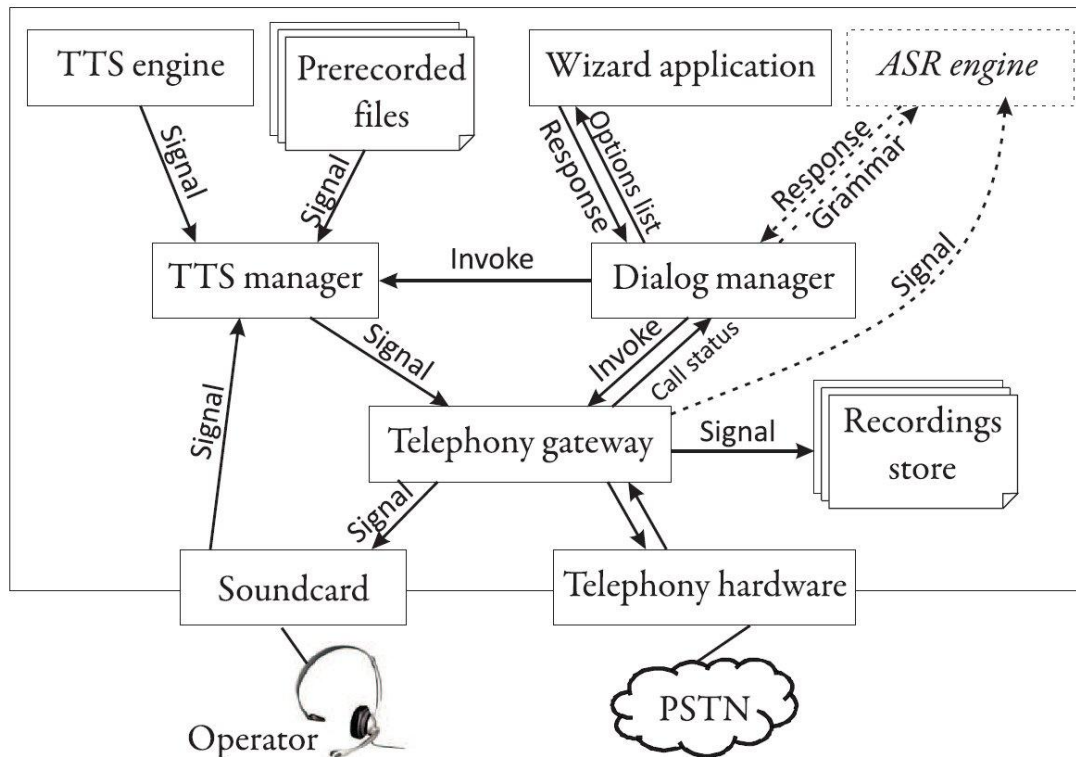 TTS engine
Prerecorded
files
Wizard application
ASR engine
Signal
Signal
Response
Options list
Response
Grammar
TTS manager
Invoke
Dialog manager
Signal
Signal
Invoke
Call status
Signal
Telephony gateway
Signal
Recordings
store
Signal
Soundcard
Telephony hardware
Operator
PSTN